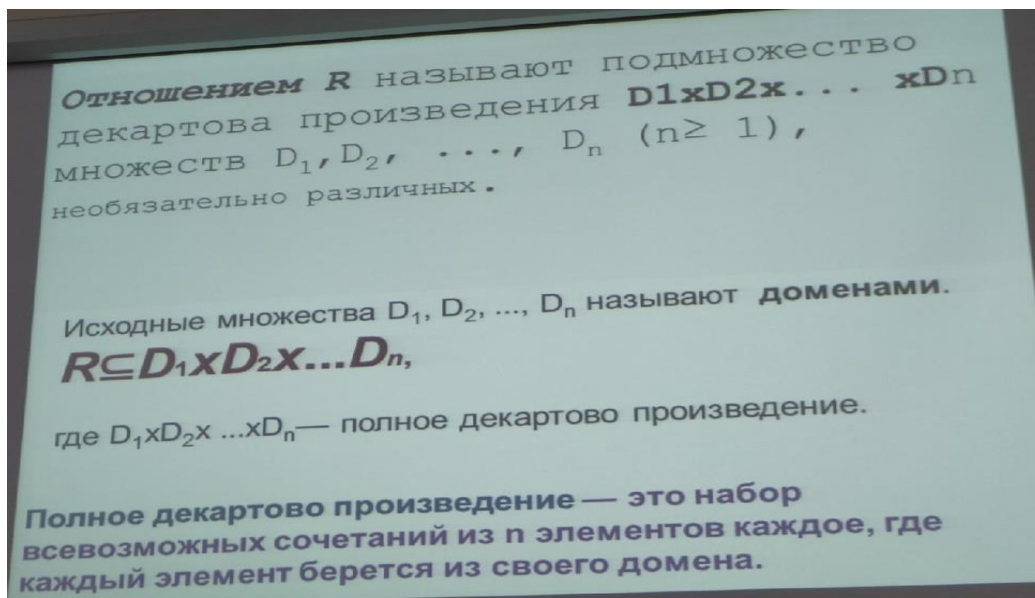 Отношением R называют подмножество
декартова произведения D1xD2x... xDn
множеств D₁,D₂, ..., Dₙ (n≥ 1),
необязательно различных.
Исходные множества D₁, D₂, ..., Dₙ называют доменами.
R⊆D₁xD₂x...Dₙ,
где D₁xD₂x ...xDₙ— полное декартово произведение.
Полное декартово произведение — это набор
всевозможных сочетаний из n элементов каждое, где
каждый элемент берется из своего домена.